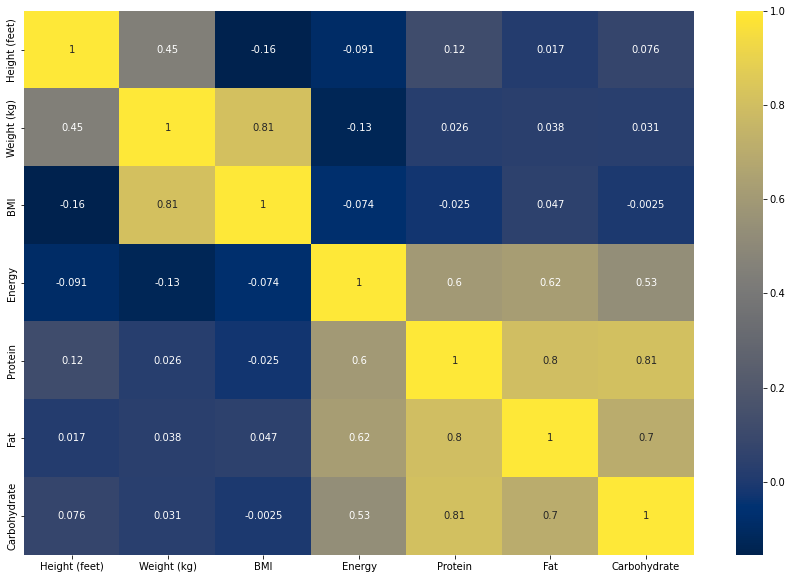 Height (feet) 1 0.45 -0.16 -0.091 0.12 0.017 0.076
Weight (kg) 0.45 1 0.81 -0.13 0.026 0.038 0.031
BMI -0.16 0.81 1 -0.074 -0.025 0.047 -0.0025
Energy -0.091 -0.13 -0.074 1 0.6 0.62 0.53
Protein 0.12 0.026 -0.025 0.6 1 0.8 0.81
Fat 0.017 0.038 0.047 0.62 0.8 1 0.7
Carbohydrate 0.076 0.031 -0.0025 0.53 0.81 0.7 1
Height (feet) Weight (kg) BMI Energy Protein Fat Carbohydrate
1.0
0.8
0.6
0.4
0.2
0.0